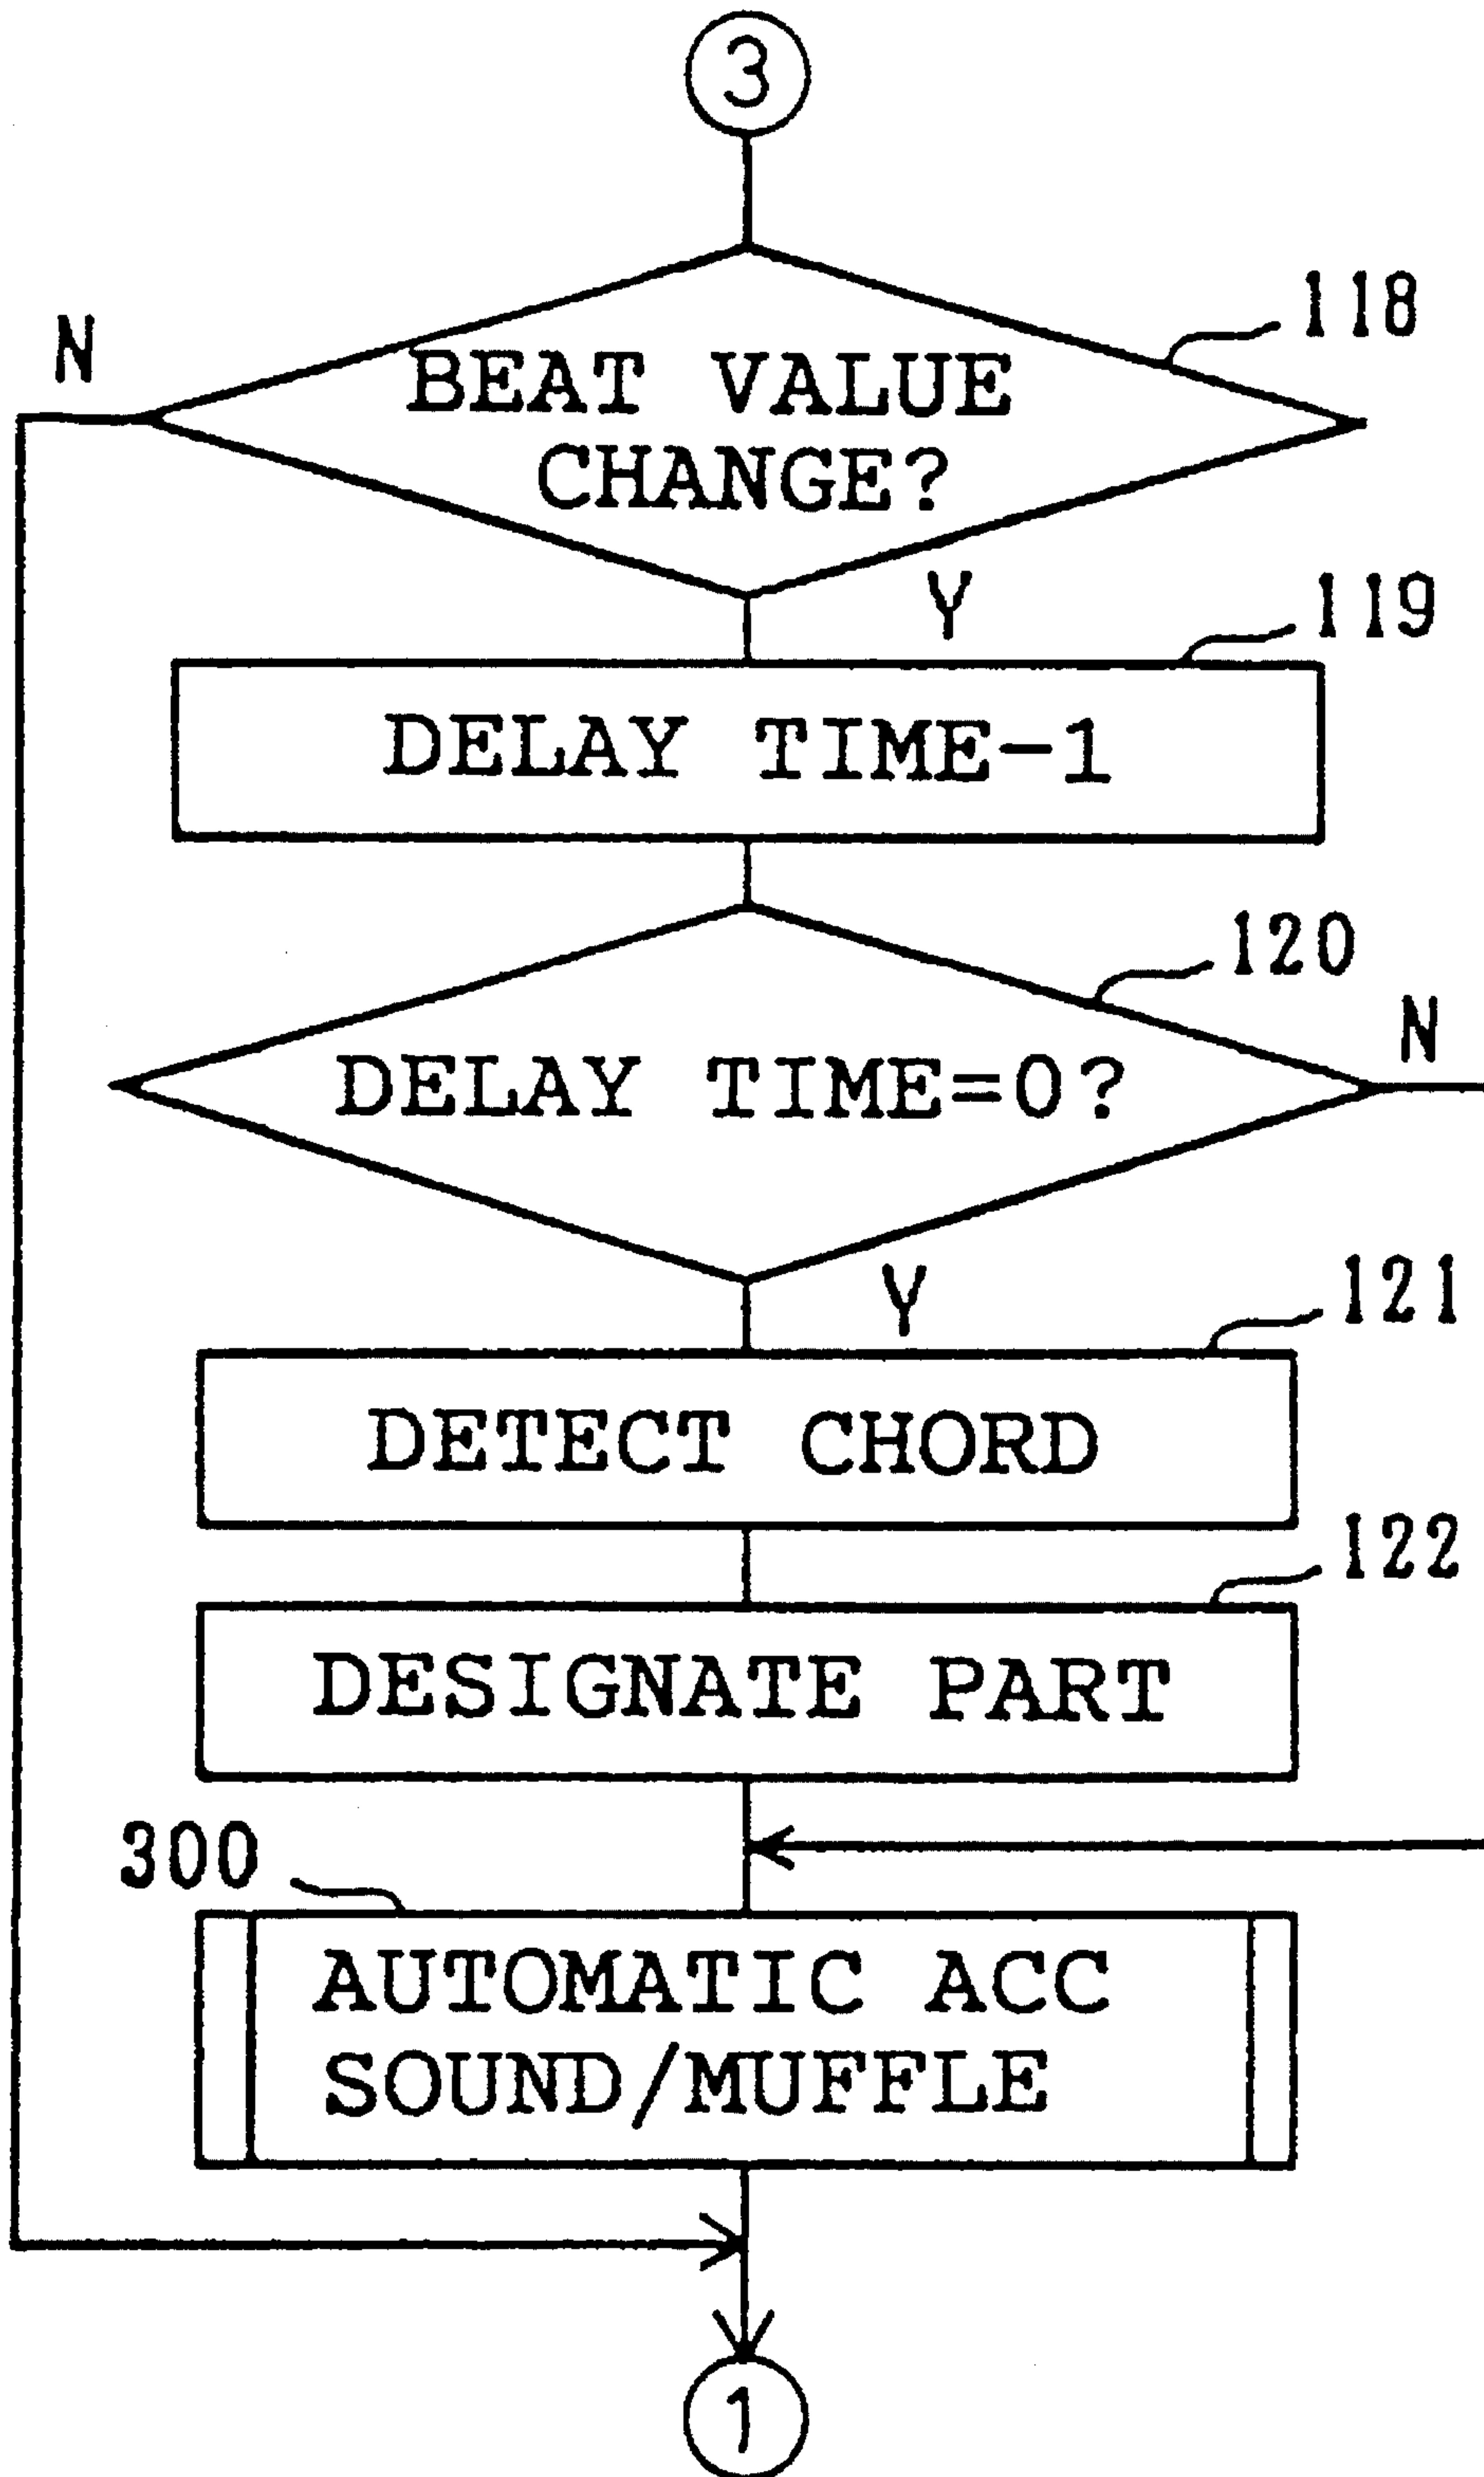 3
118
N
BEAT VALUE
CHANGE?
Y
119
DELAY TIME-1
120
N
DELAY TIME=0?
Y
121
DETECT CHORD
122
DESIGNATE PART
300
AUTOMATIC ACC
SOUND/MUFFLE
1